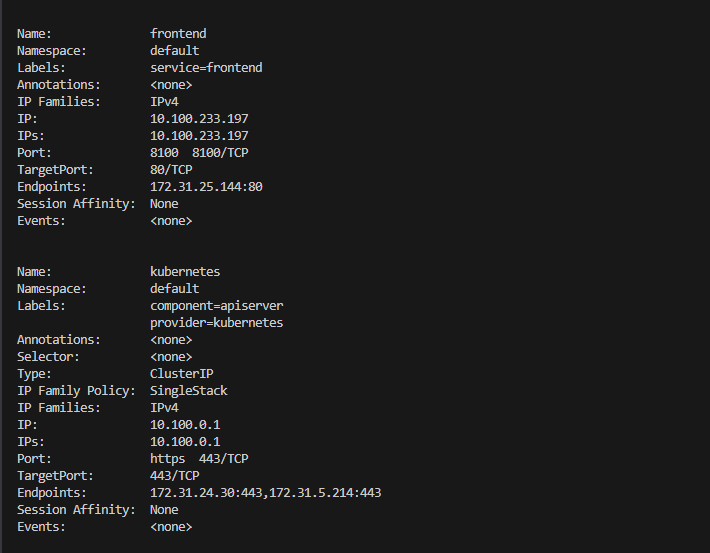 Name:              frontend
Namespace:         default
Labels:            service=frontend
Annotations:       <none>
IP Families:       IPv4
IP:                10.100.233.197
IPs:               10.100.233.197
Port:              8100  8100/TCP
TargetPort:        80/TCP
Endpoints:         172.31.25.144:80
Session Affinity:  None
Events:            <none>
Name:              kubernetes
Namespace:         default
Labels:            component=apiserver
                   provider=kubernetes
Annotations:       <none>
Selector:          <none>
Type:              ClusterIP
IP Family Policy:  SingleStack
IP Families:       IPv4
IP:                10.100.0.1
IPs:               10.100.0.1
Port:              https  443/TCP
TargetPort:        443/TCP
Endpoints:         172.31.24.30:443,172.31.5.214:443
Session Affinity:  None
Events:            <none>